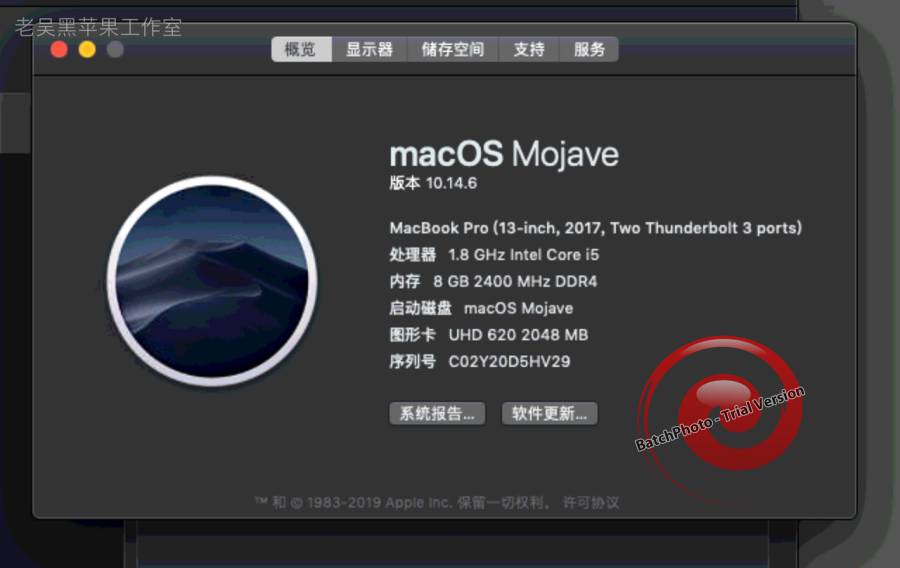 老吴黑苹果工作室
概览 显示器 储存空间 支持 服务
macOS Mojave
版本 10.14.6
MacBook Pro (13-inch, 2017, Two Thunderbolt 3 ports)
处理器 1.8 GHz Intel Core i5
内存 8 GB 2400 MHz DDR4
启动磁盘 macOS Mojave
图形卡 UHD 620 2048 MB
序列号 C02Y20D5HV29
系统报告... 软件更新...
BatchPhoto - Trial Version
™ 和 © 1983-2019 Apple Inc. 保留一切权利。 许可协议